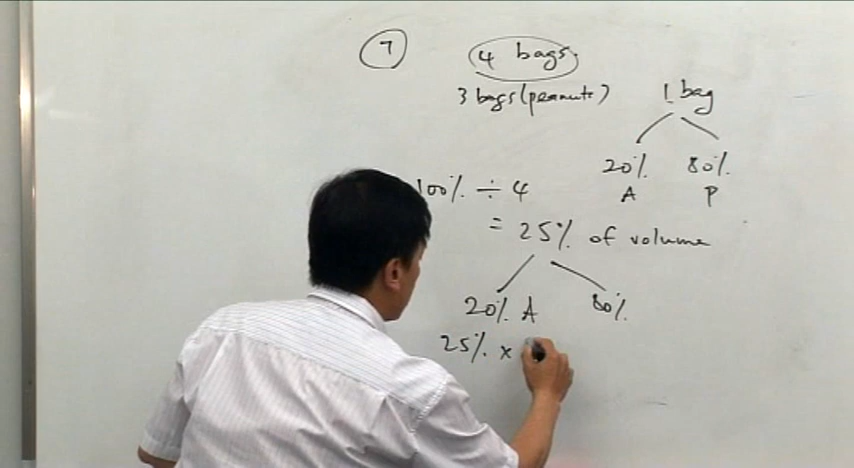 7 4 bags
3 bags (peanuts) 1 bag
20% 80%
A P
100% ÷ 4
= 25% of volume
20% A 80%
25% x